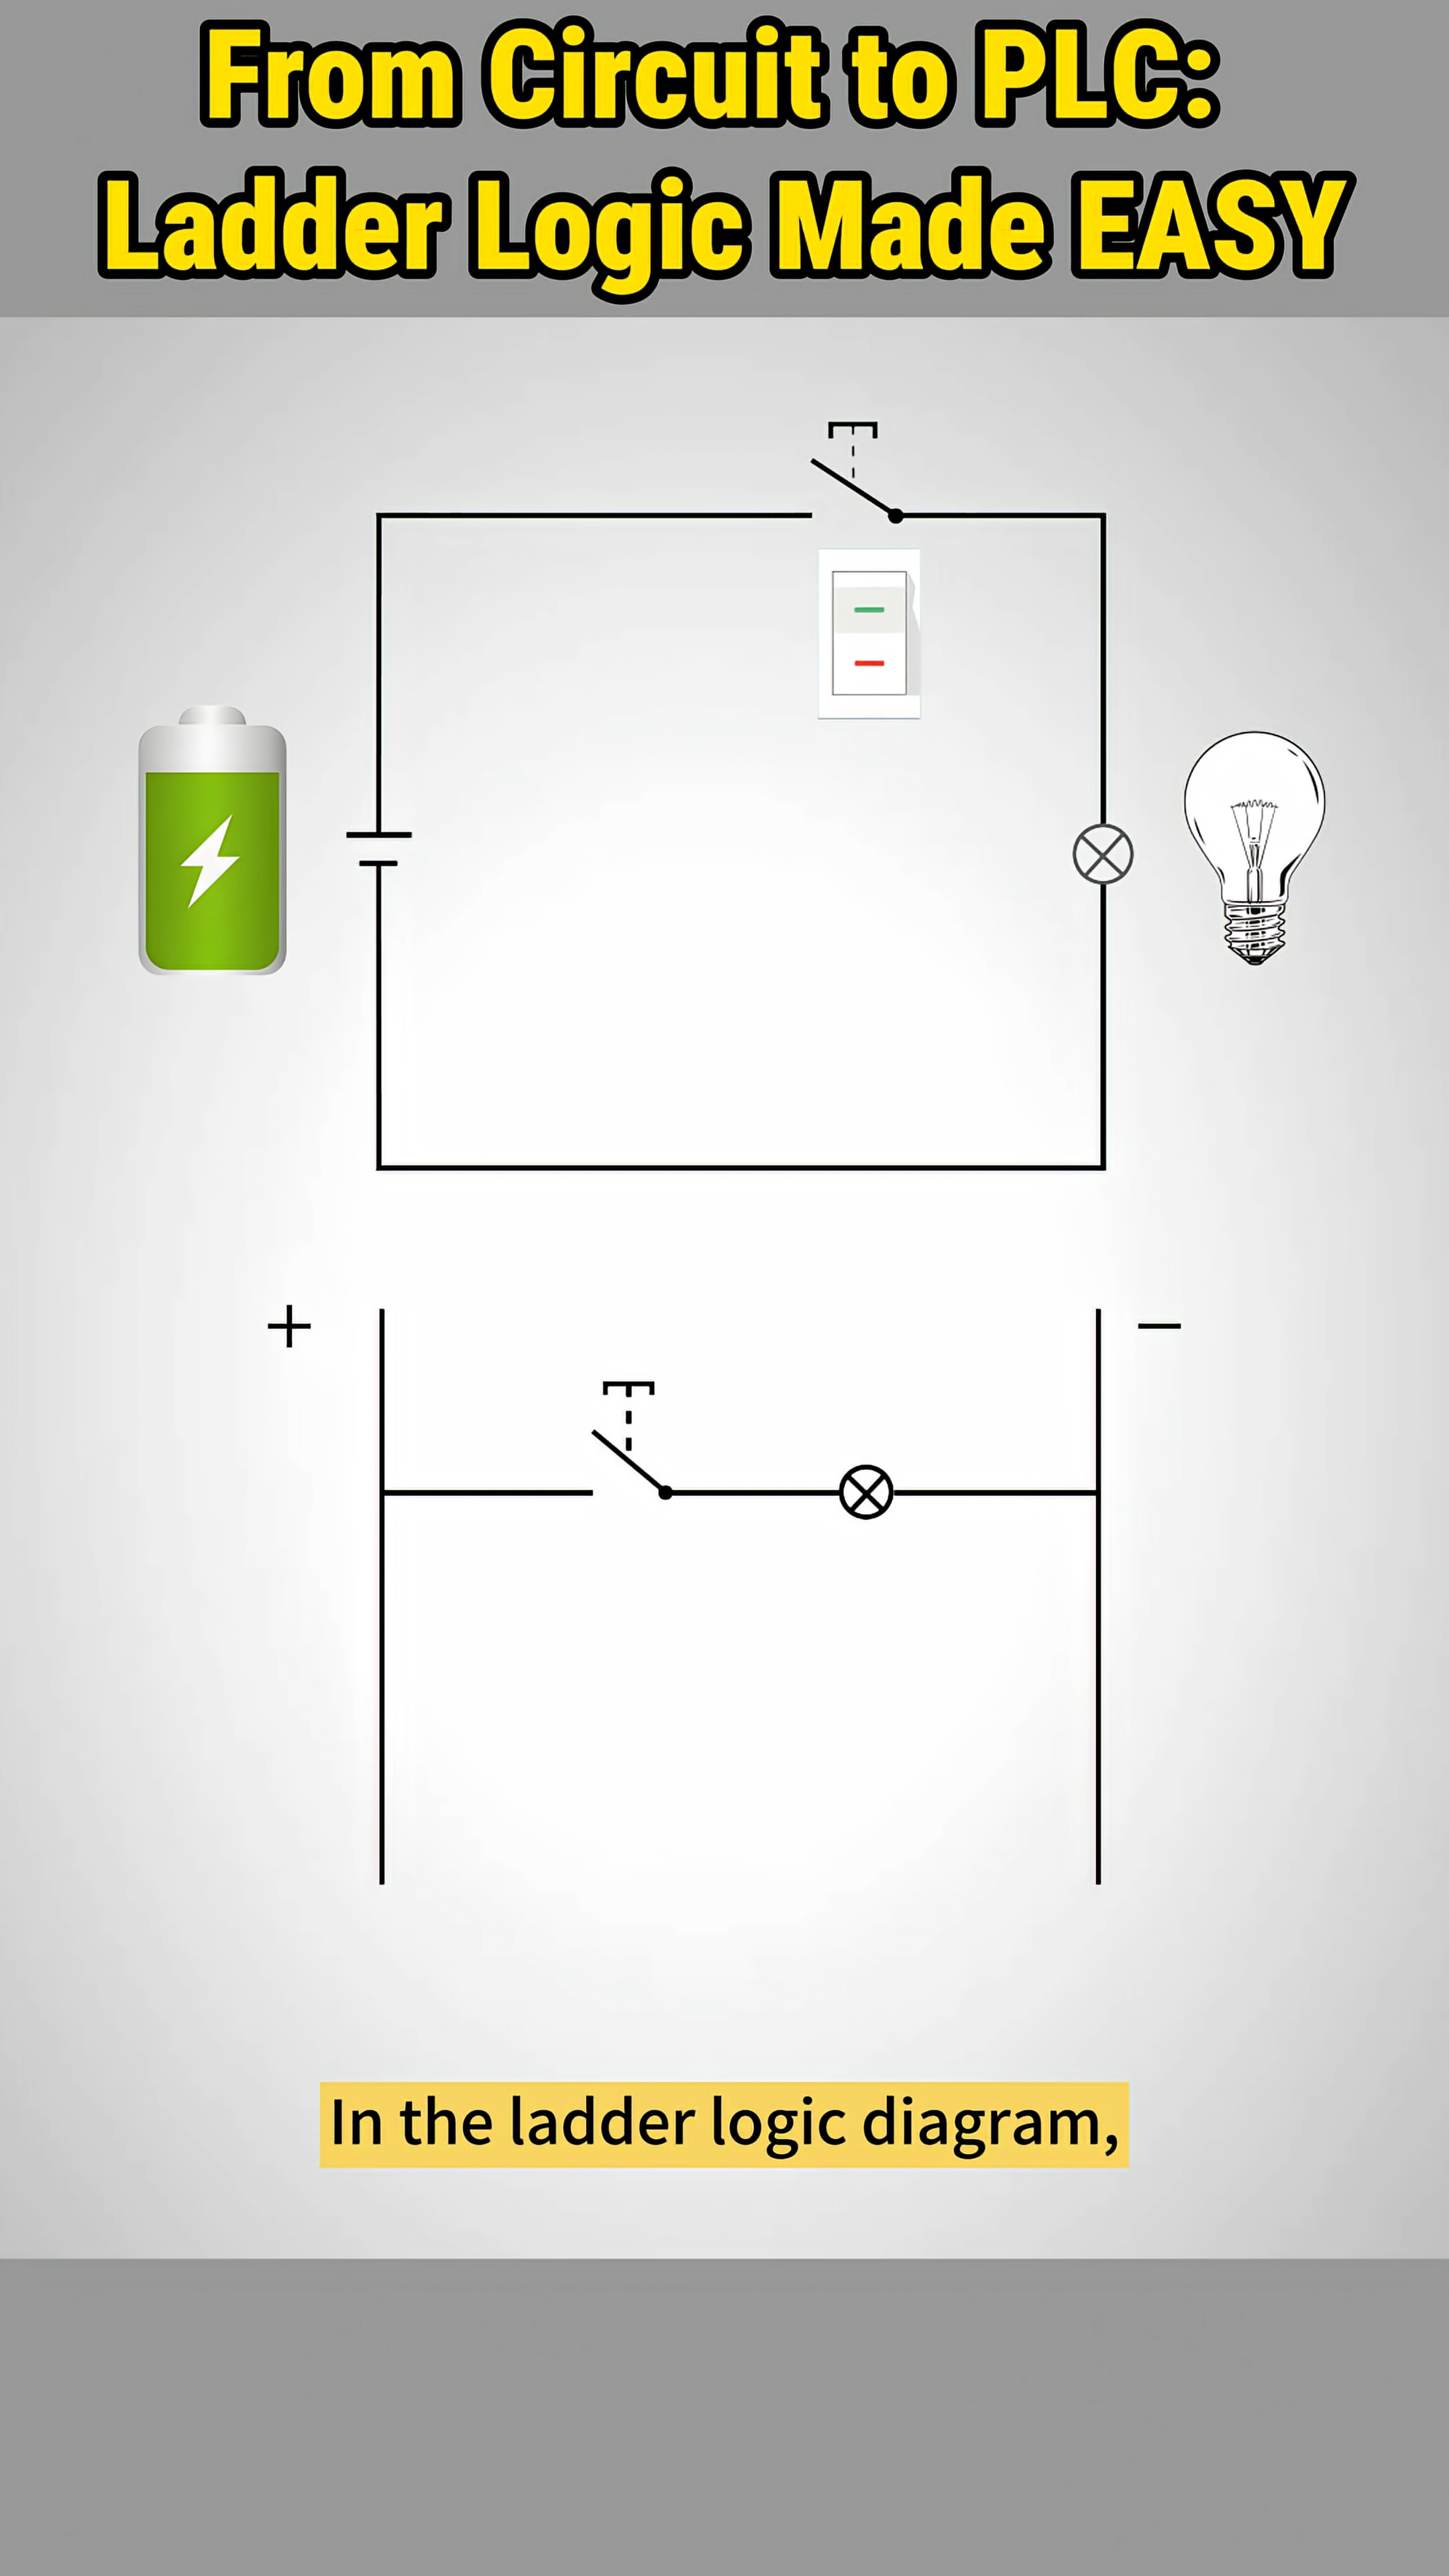 From Circuit to PLC:
Ladder Logic Made EASY
+ −
In the ladder logic diagram,